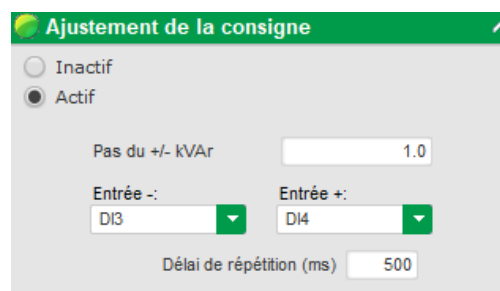 Ajustement de la consigne
Inactif
Actif
Pas du +/- kVAr 1.0
Entrée -: Entrée +:
DI3 DI4
Délai de répétition (ms) 500